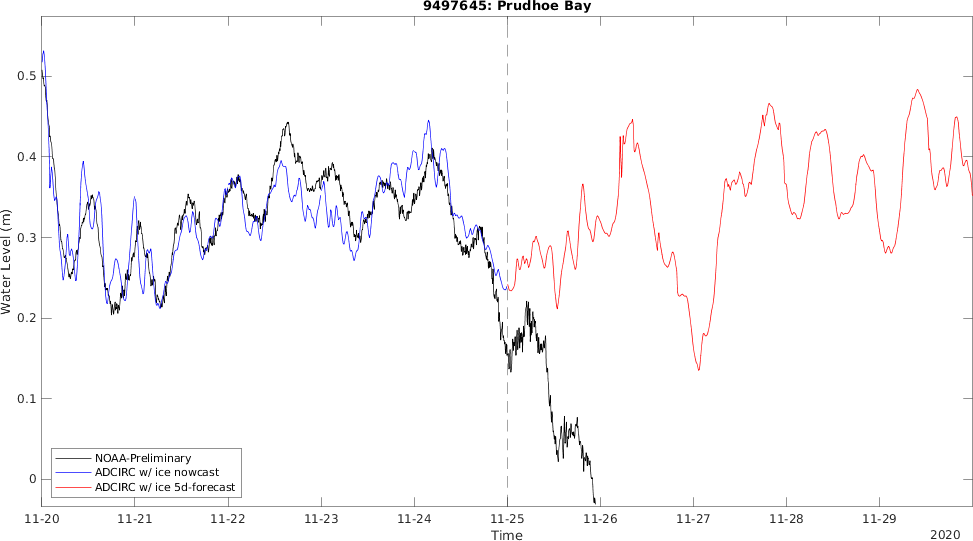 9497645: Prudhoe Bay
0.5
0.4
0.3
0.2
0.1
0
Water Level (m)
NOAA-Preliminary
ADCIRC w/ ice nowcast
ADCIRC w/ ice 5d-forecast
11-20 11-21 11-22 11-23 11-24 11-25 11-26 11-27 11-28 11-29
Time
2020